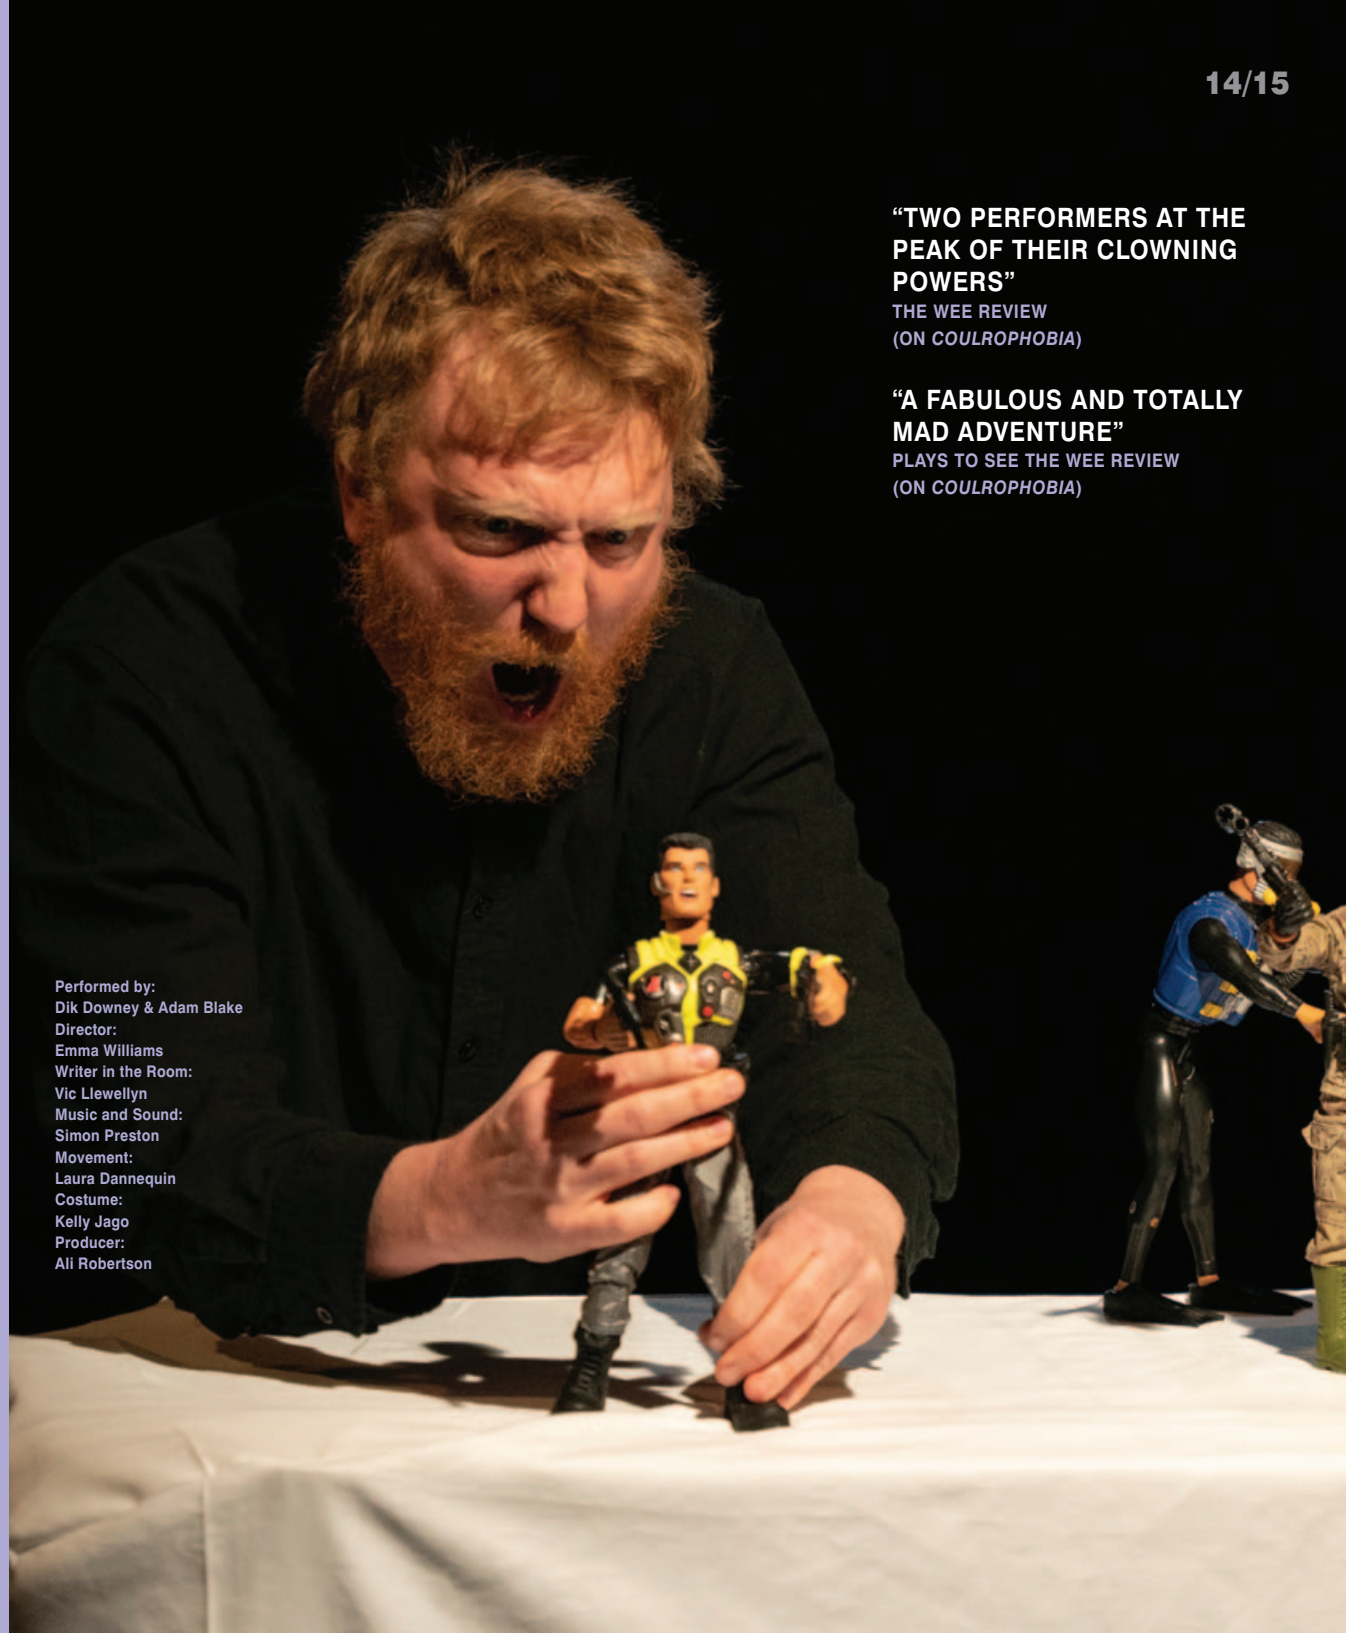 14/15
“TWO PERFORMERS AT THE
PEAK OF THEIR CLOWNING
POWERS”
THE WEE REVIEW
(ON COULROPHOBIA)
“A FABULOUS AND TOTALLY
MAD ADVENTURE”
PLAYS TO SEE THE WEE REVIEW
(ON COULROPHOBIA)
Performed by:
Dik Downey & Adam Blake
Director:
Emma Williams
Writer in the Room:
Vic Llewellyn
Music and Sound:
Simon Preston
Movement:
Laura Dannequin
Costume:
Kelly Jago
Producer:
Ali Robertson